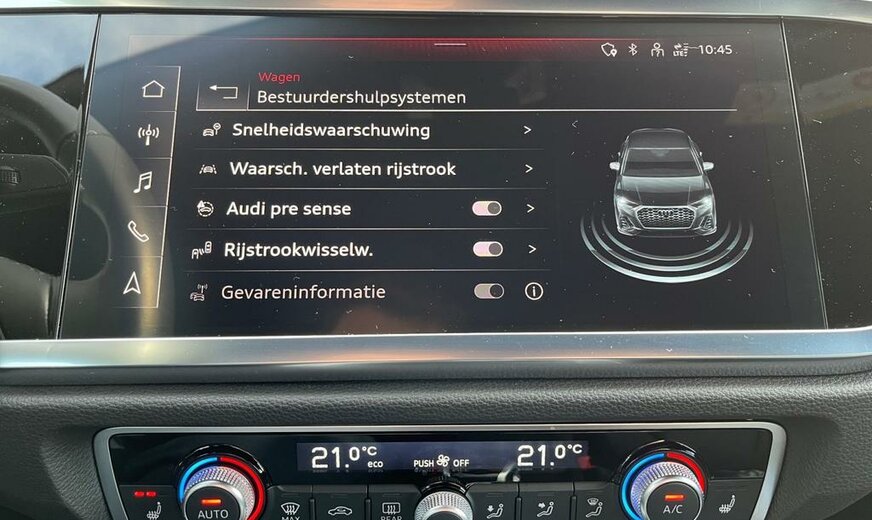 LTE 10:45
Wagen
Bestuurdershulpsystemen
Snelheidswaarschuwing
Waarsch. verlaten rijstrook
Audi pre sense
Rijstrookwisselw.
Gevareninformatie
21.0°C eco PUSH OFF 21.0°C
AUTO MAX REAR A/C